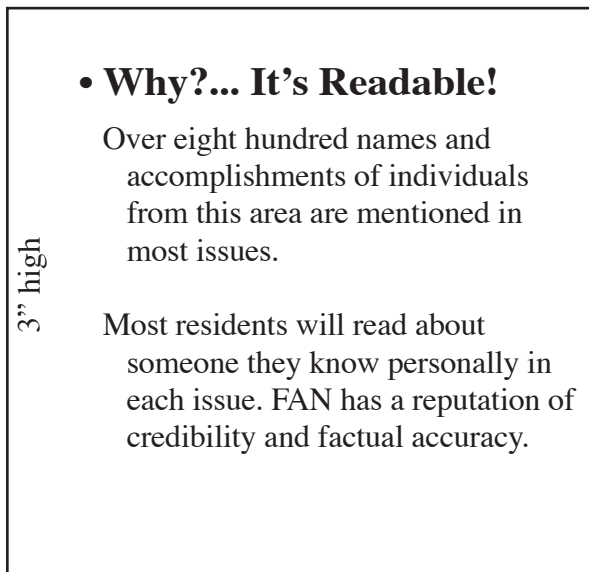 • Why?... It’s Readable!
Over eight hundred names and
accomplishments of individuals
from this area are mentioned in
most issues.
3” high
Most residents will read about
someone they know personally in
each issue. FAN has a reputation of
credibility and factual accuracy.